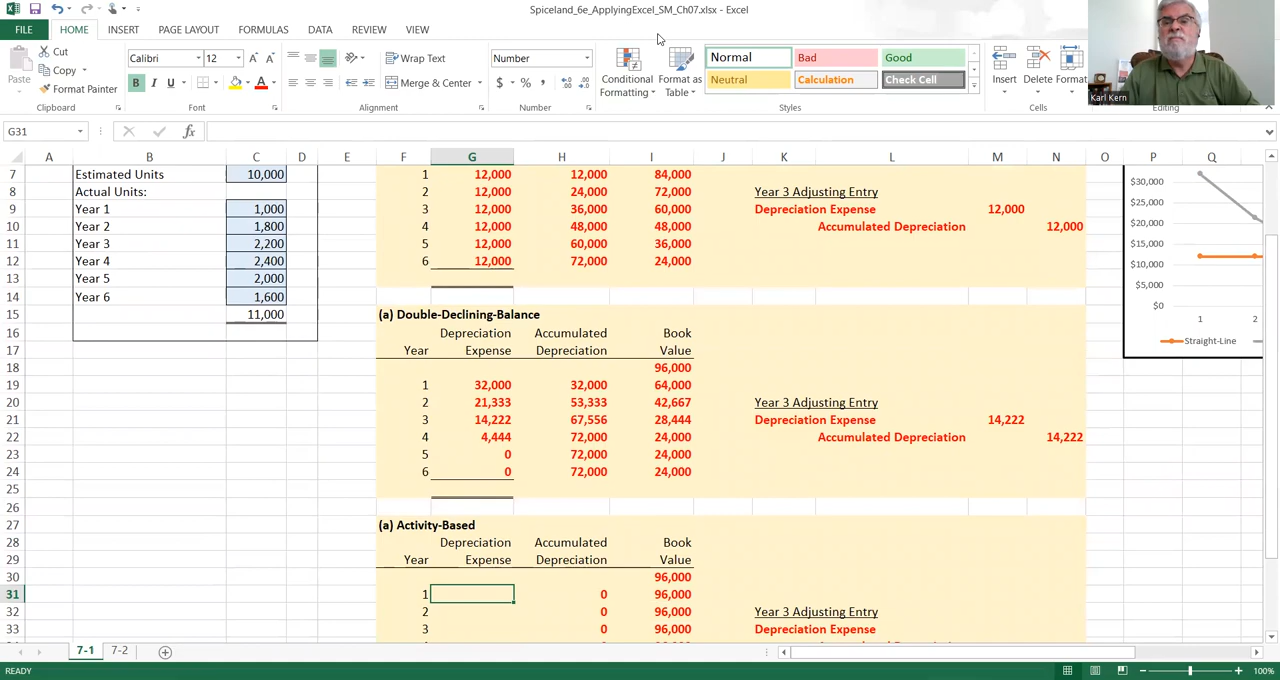 Spiceland_6e_ApplyingExcel_SM_Ch07.xlsx - Excel
FILE HOME INSERT PAGE LAYOUT FORMULAS DATA REVIEW VIEW
Paste
Cut
Copy
Format Painter
Clipboard
Calibri 12
B I U
Font
Wrap Text
Merge & Center
Alignment
Number
$ % ,
Number
Conditional Formatting
Format as Table
Normal Bad Good
Neutral Calculation Check Cell
Styles
Insert Delete Format
Cells
Editing
Karl Kern
G31 fx
A B C D E F G H I J K L M N O P Q
7 Estimated Units 10,000 1 12,000 12,000 84,000 $30,000
8 Actual Units: 2 12,000 24,000 72,000 Year 3 Adjusting Entry $25,000
9 Year 1 1,000 3 12,000 36,000 60,000 Depreciation Expense 12,000 $20,000
10 Year 2 1,800 4 12,000 48,000 48,000 Accumulated Depreciation 12,000
11 Year 3 2,200 5 12,000 60,000 36,000 $15,000
12 Year 4 2,400 6 12,000 72,000 24,000 $10,000
13 Year 5 2,000 $5,000
14 Year 6 1,600 $0
15 11,000 (a) Double-Declining-Balance 1 2
16 Depreciation Accumulated Book Straight-Line
17 Year Expense Depreciation Value
18 96,000
19 1 32,000 32,000 64,000
20 2 21,333 53,333 42,667 Year 3 Adjusting Entry
21 3 14,222 67,556 28,444 Depreciation Expense 14,222
22 4 4,444 72,000 24,000 Accumulated Depreciation 14,222
23 5 0 72,000 24,000
24 6 0 72,000 24,000
25
26
27 (a) Activity-Based
28 Depreciation Accumulated Book
29 Year Expense Depreciation Value
30 96,000
31 1 0 96,000
32 2 0 96,000 Year 3 Adjusting Entry
33 3 0 96,000 Depreciation Expense
7-1 7-2
READY 100%